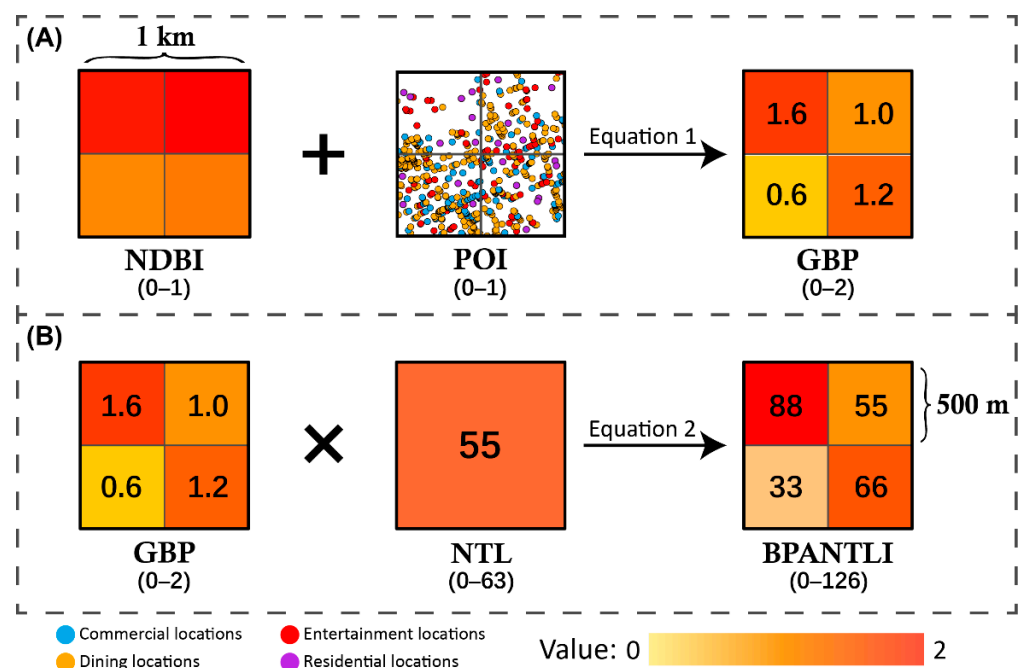 (A)
1 km
NDBI
(0–1)
+
POI
(0–1)
Equation 1
1.6 1.0
0.6 1.2
GBP
(0–2)
(B)
1.6 1.0
0.6 1.2
GBP
(0–2)
×
55
NTL
(0–63)
Equation 2
88 55
33 66
500 m
BPANTLI
(0–126)
Commercial locations
Entertainment locations
Dining locations
Residential locations
Value: 0 2